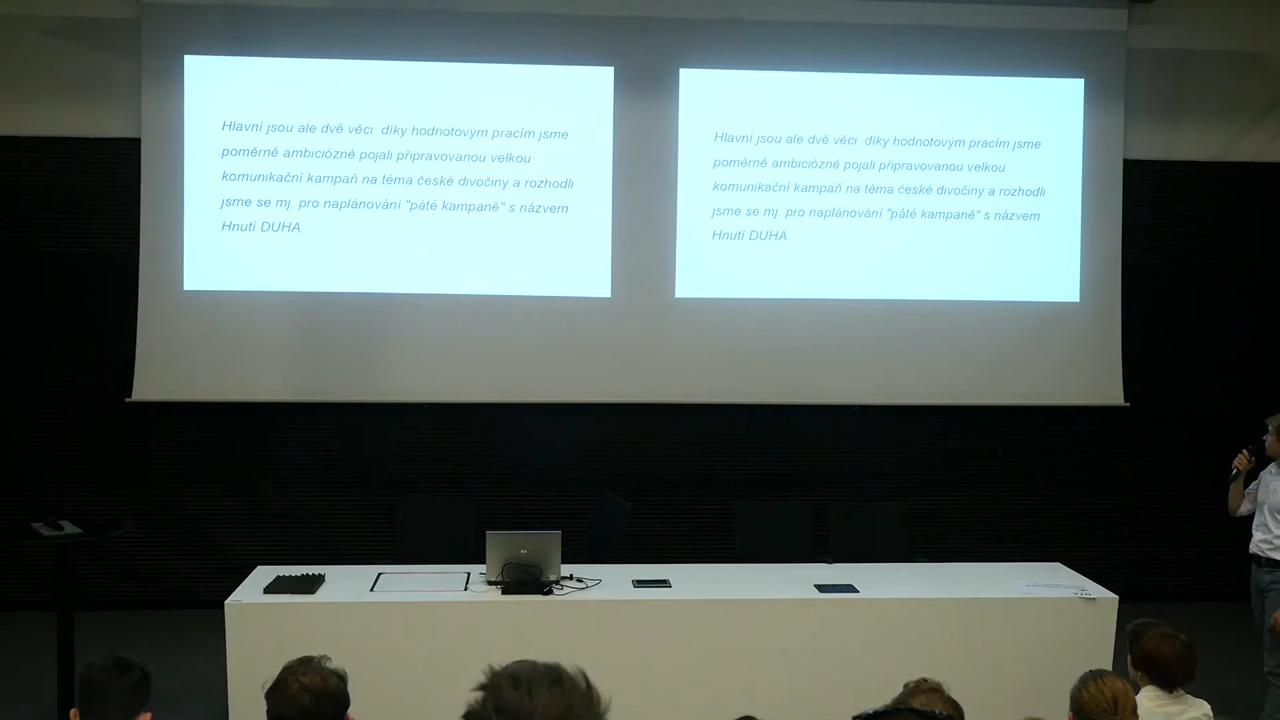 Hlavní jsou ale dvě věci díky hodnotovým pracím jsme
poměrně ambiciózně pojali připravovanou velkou
komunikační kampaň na téma české divočiny a rozhodli
jsme se mj pro naplánování "páté kampaně" s názvem
Hnutí DUHA
Hlavní jsou ale dvě věci díky hodnotovým pracím jsme
poměrně ambiciózně pojali připravovanou velkou
komunikační kampaň na téma české divočiny a rozhodli
jsme se mj pro naplánování "páté kampaně" s názvem
Hnutí DUHA